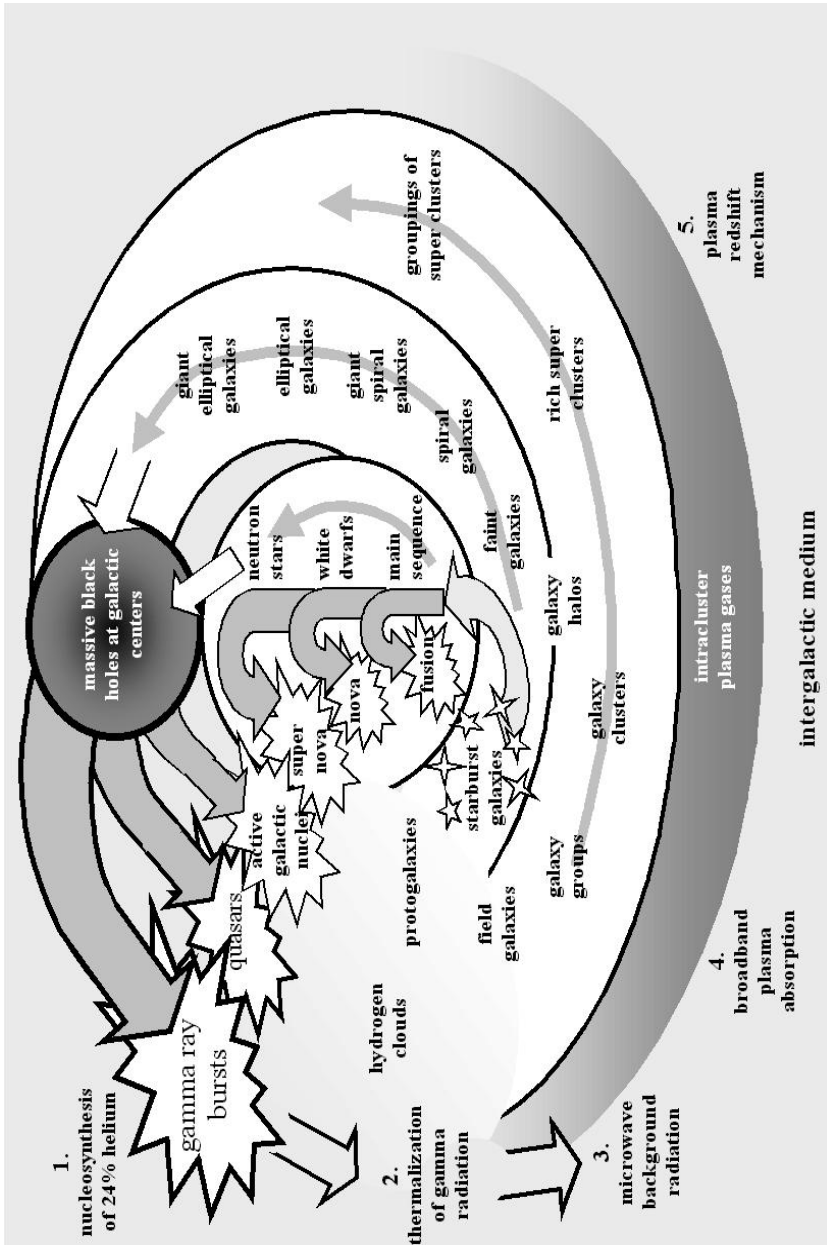 1.
nucleosynthesis
of 24% helium
gamma ray
bursts
quasars
active
galactic
nuclei
super
nova
nova
fusion
massive black
holes at galactic
centers
neutron
stars
white
dwarfs
main
sequence
giant
elliptical
galaxies
elliptical
galaxies
giant
spiral
galaxies
spiral
galaxies
faint
galaxies
groupings of
super clusters
hydrogen
clouds
protogalaxies
starburst
galaxies
field
galaxies
galaxy
halos
galaxy
groups
galaxy
clusters
rich super
clusters
2.
thermalization
of gamma
radiation
3.
microwave
background
radiation
4.
broadband
plasma
absorption
intracluster
plasma gases
intergalactic medium
5.
plasma
redshift
mechanism